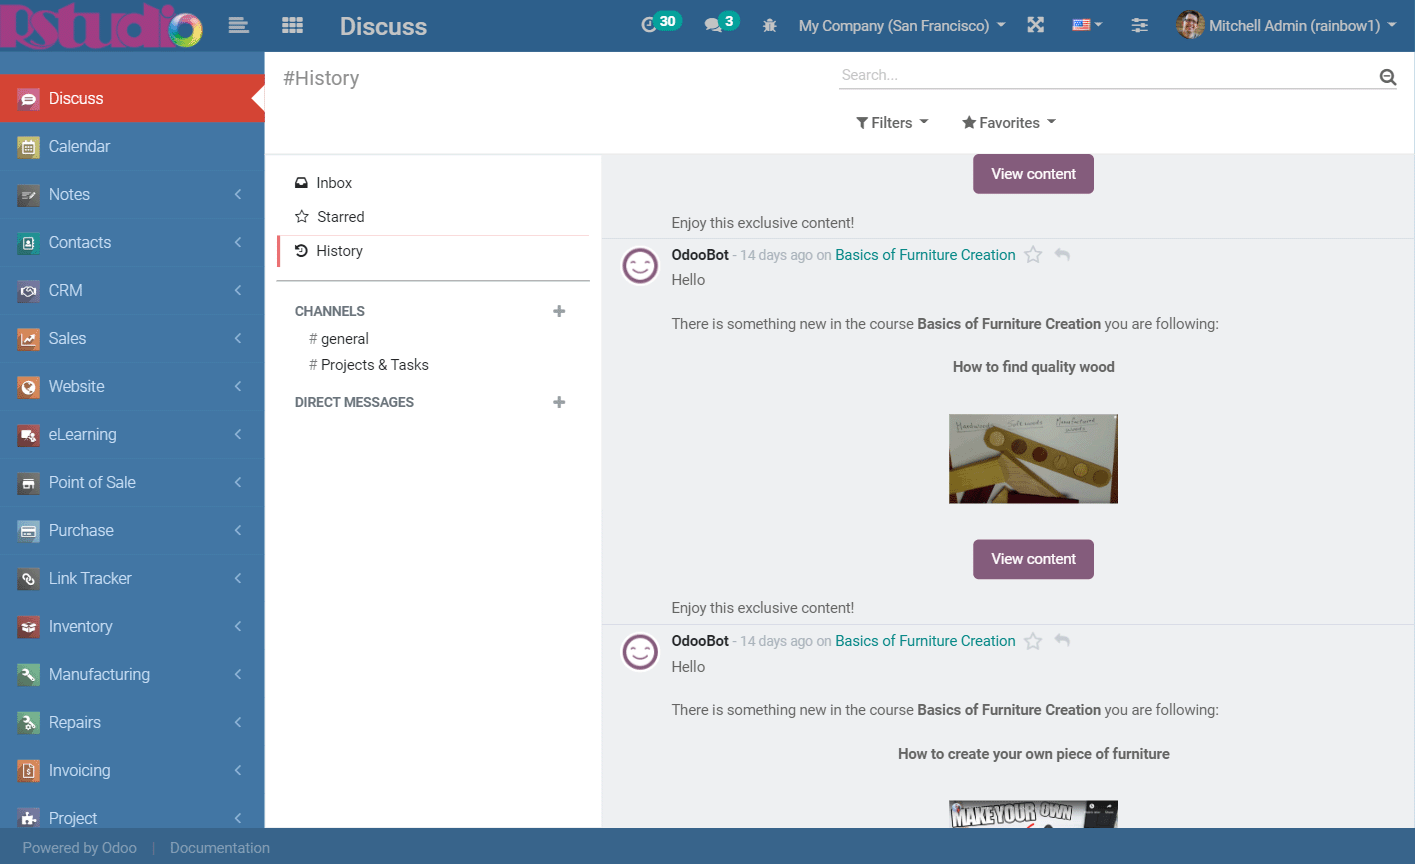 RStudio
Discuss
30
3
My Company (San Francisco)
Mitchell Admin (rainbow1)
Discuss
Calendar
Notes
Contacts
CRM
Sales
Website
eLearning
Point of Sale
Purchase
Link Tracker
Inventory
Manufacturing
Repairs
Invoicing
Project
#History
Search...
Filters
Favorites
Inbox
Starred
History
CHANNELS
# general
# Projects & Tasks
DIRECT MESSAGES
View content
Enjoy this exclusive content!
OdooBot - 14 days ago on Basics of Furniture Creation
Hello
There is something new in the course Basics of Furniture Creation you are following:
How to find quality wood
Hardwoods Softwoods Manufactured
woods
View content
Enjoy this exclusive content!
OdooBot - 14 days ago on Basics of Furniture Creation
Hello
There is something new in the course Basics of Furniture Creation you are following:
How to create your own piece of furniture
MAKE YOUR OWN
Powered by Odoo | Documentation